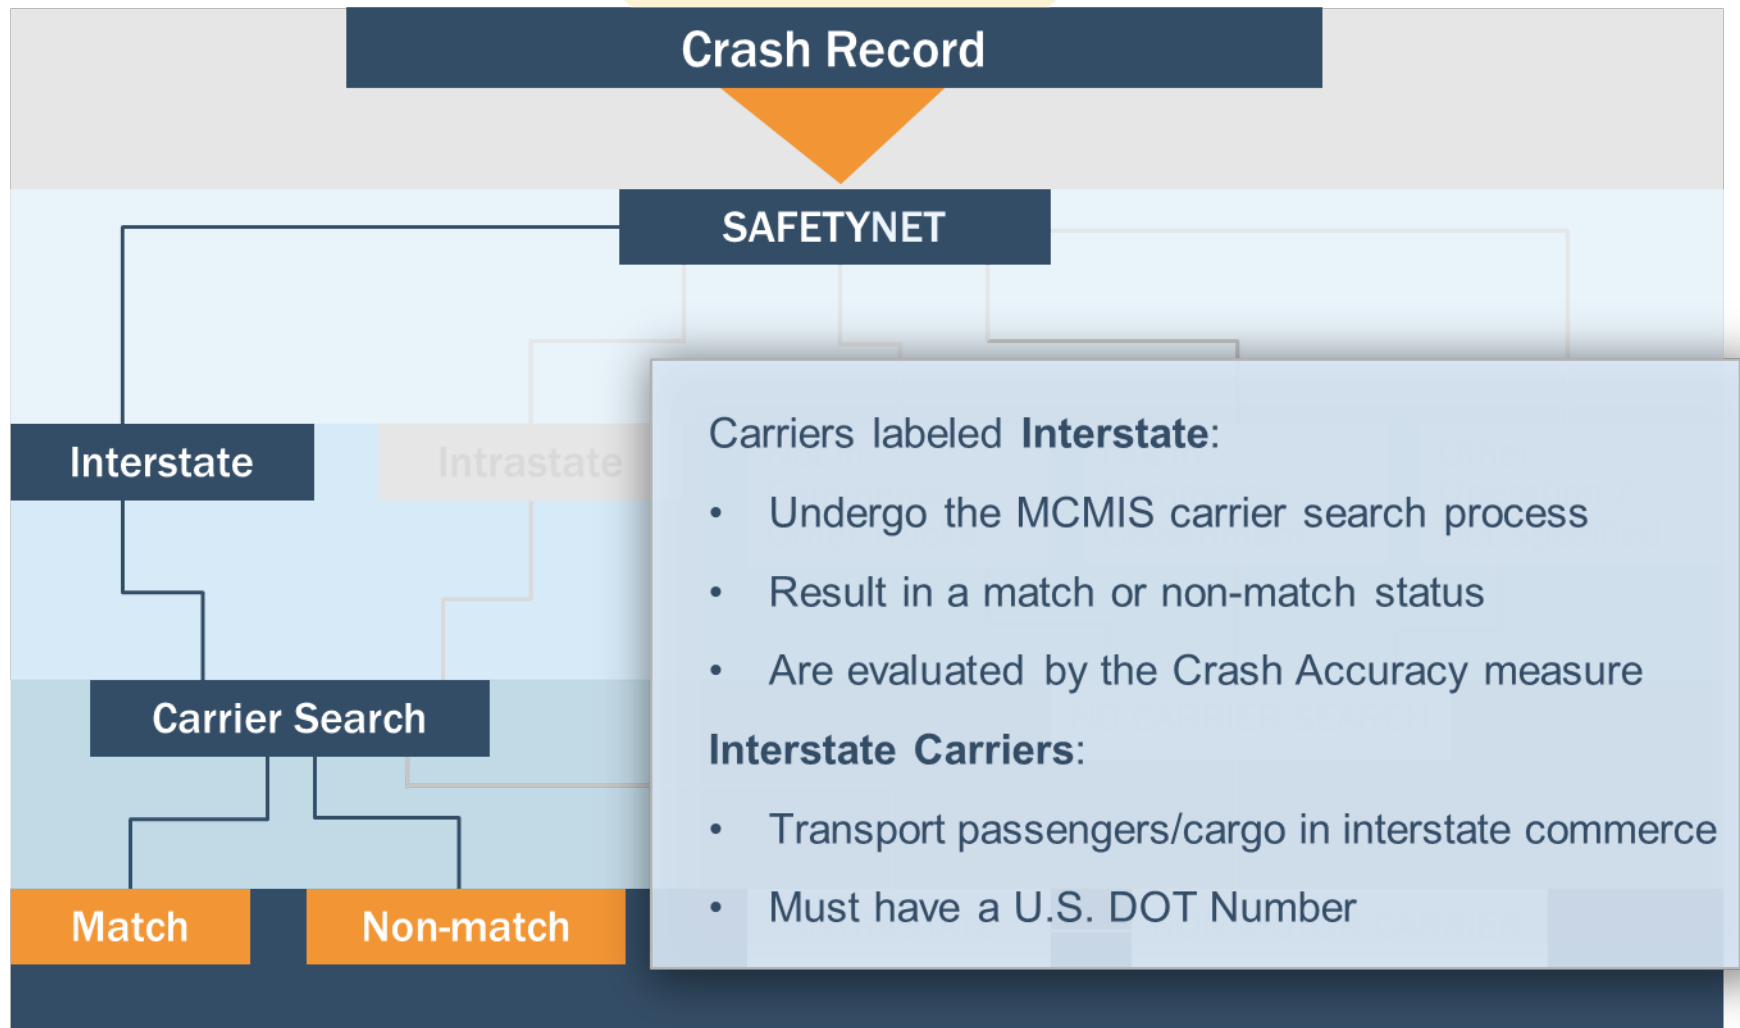 Crash Record
SAFETYNET
Interstate
Intrastate
Carriers labeled Interstate:
• Undergo the MCMIS carrier search process
• Result in a match or non-match status
• Are evaluated by the Crash Accuracy measure
Interstate Carriers:
• Transport passengers/cargo in interstate commerce
• Must have a U.S. DOT Number
Carrier Search
Match
Non-match